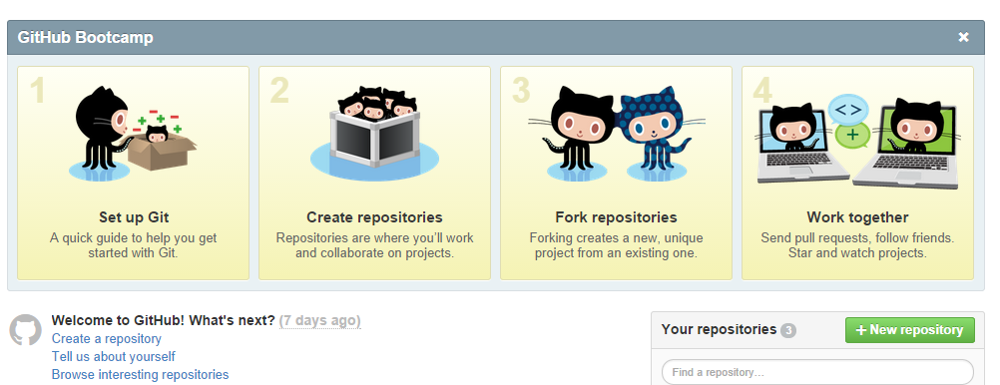 GitHub Bootcamp
1
Set up Git
A quick guide to help you get
started with Git.
2
Create repositories
Repositories are where you'll work
and collaborate on projects.
3
Fork repositories
Forking creates a new, unique
project from an existing one.
4
Work together
Send pull requests, follow friends.
Star and watch projects.
Welcome to GitHub! What's next? (7 days ago)
Create a repository
Tell us about yourself
Browse interesting repositories
Your repositories 3
+ New repository
Find a repository...